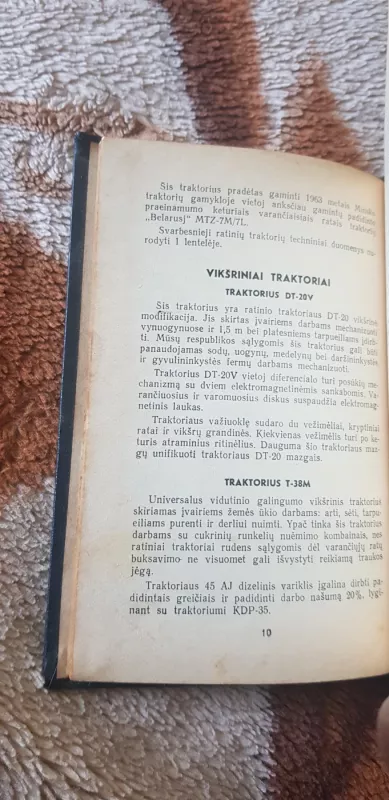 Šis traktorius pradėtas gaminti 1963 metais Minsko
traktorių gamykloje vietoj anksčiau gamintų padidinto
praeinamumo keturiais varančiaisiais ratais traktorių
„Belarusj“ MTZ-7M/7L.
Svarbesnieji ratinių traktorių techniniai duomenys nu-
rodyti 1 lentelėje.
VIKŠRINIAI TRAKTORIAI
TRAKTORIUS DT-20V
Šis traktorius yra ratinio traktoriaus DT-20 vikšrinė
modifikacija. Jis skirtas įvairiems darbams mechanizuoti
vynuogynuose ir 1,5 m bei platesniems tarpueiliams plėš-
ti. Mūsų respublikos sąlygomis šis traktorius gali būti
panaudojamas sodų, uogynų, medelynų bei daržininkystės
ir gyvulininkystės fermų darbams mechanizuoti.
Traktorius DT-20V vietoj diferencialo turi posūkių me-
chanizmą su dviem elektromagnetinėmis sankabomis. Va-
rančiuosius ir varomuosius diskus suspaudžia elektromag-
netinis laukas.
Traktoriaus važiuoklę sudaro du vežimėliai, kryptiniai
ratai ir vikšrų grandinės. Kiekvienas vežimėlis turi po ke-
turis atraminius ritinėlius. Dauguma šio traktoriaus maz-
gų unifikuoti traktoriaus DT-20 mazgais.
TRAKTORIUS T-38M
Universalus vidutinio galingumo vikšrinis traktorius
skiriamas įvairiems žemės ūkio darbams: arti, sėti, tarpu-
eiliams purenti ir derliui nuimti. Ypač tinka šis traktorius
darbams su cukrinių runkelių nuėmimo kombainais, nes
ratiniai traktoriai rudens sąlygomis dėl varančiųjų ratų
buksavimo ne visuomet gali išvystyti reikiamą traukos
jėgą.
Traktoriaus 45 AJ dizelinis variklis įgalina dirbti pa-
didintais greičiais ir padidinti darbo našumą 20%, lygi-
nant su traktoriumi KDP-35.
10